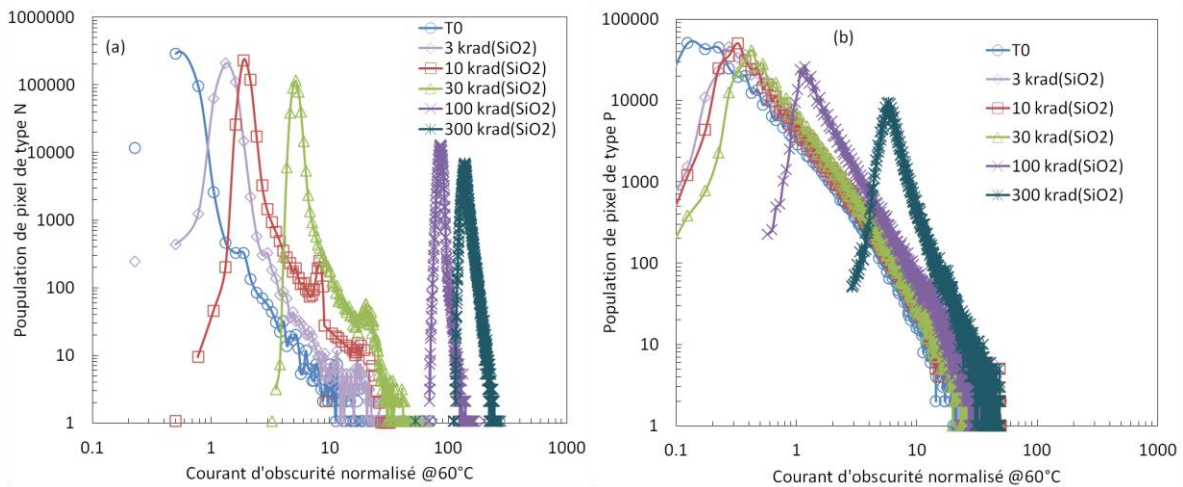 (a)
T0
3 krad(SiO2)
10 krad(SiO2)
30 krad(SiO2)
100 krad(SiO2)
300 krad(SiO2)
Poupulation de pixel de type N
1000000
100000
10000
1000
100
10
1
0.1
1
10
100
1000
Courant d'obscurité normalisé @60°C
(b)
T0
3 krad(SiO2)
10 krad(SiO2)
30 krad(SiO2)
100 krad(SiO2)
300 krad(SiO2)
Population de pixel de type P
100000
10000
1000
100
10
1
0.1
1
10
100
1000
Courant d'obscurité normalisé @60°C